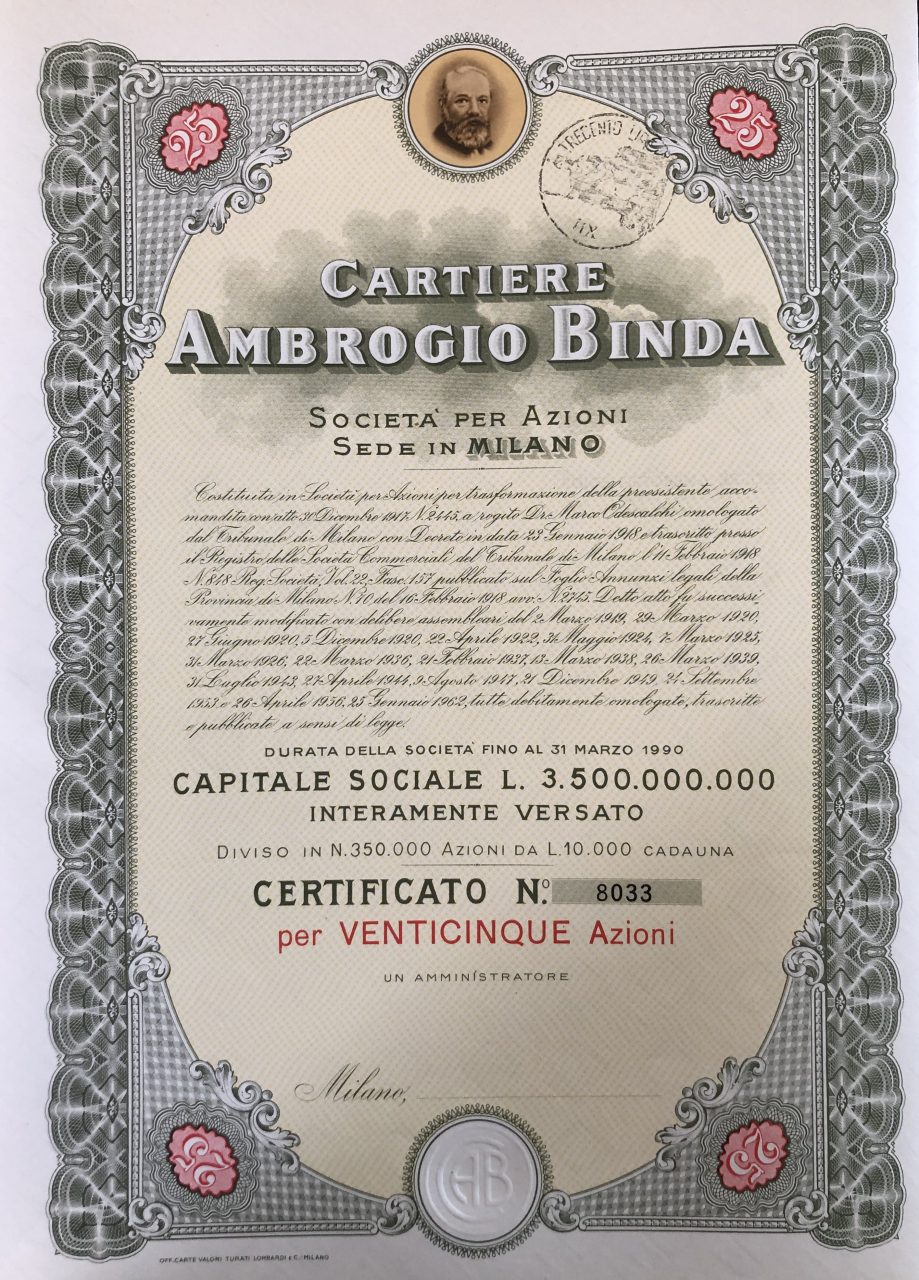 25
25
TRECENTO
CARTIERE
AMBROGIO BINDA
SOCIETA' PER AZIONI
SEDE IN MILANO
Costituita in Società per Azioni per trasformazione della preesistente acco-
mandita con atto 30 Dicembre 1917 N° 2445, a rogito Dr. Marco Odescalchi omologato
dal Tribunale di Milano con Decreto in data 23 Gennaio 1918 e trascritto presso
il Registro delle Società Commerciali del Tribunale di Milano l'11 Febbraio 1918
N. 848 Reg. Società, Vol. 22, Fasc. 157 pubblicato sul Foglio Annunzi legali della
Provincia di Milano N. 70 del 16 Febbraio 1918, avv. N. 2745. Detto atto fu successi
vamente modificato con delibere assembleari del 2 Marzo 1919, 29 Marzo 1920,
27 Giugno 1920, 5 Dicembre 1920, 22 Aprile 1922, 31 Maggio 1924, 7 Marzo 1925,
31 Marzo 1926, 22 Marzo 1936, 21 Febbraio 1937, 13 Marzo 1938, 26 Marzo 1939,
31 Luglio 1943, 27 Aprile 1944, 9 Agosto 1947, 21 Dicembre 1949, 24 Settembre
1953 e 26 Aprile 1956, 25 Gennaio 1962, tutte debitamente omologate, trascritte
e pubblicate a sensi di legge.
DURATA DELLA SOCIETA' FINO AL 31 MARZO 1990
CAPITALE SOCIALE L. 3.500.000.000
INTERAMENTE VERSATO
DIVISO IN N. 350.000 AZIONI DA L. 10.000 CADAUNA
CERTIFICATO N.° 8033
per VENTICINQUE Azioni
UN AMMINISTRATORE
Milano,
25
CAB
25
OFF. CARTE VALORI TURATI LOMBARDI & C. - MILANO